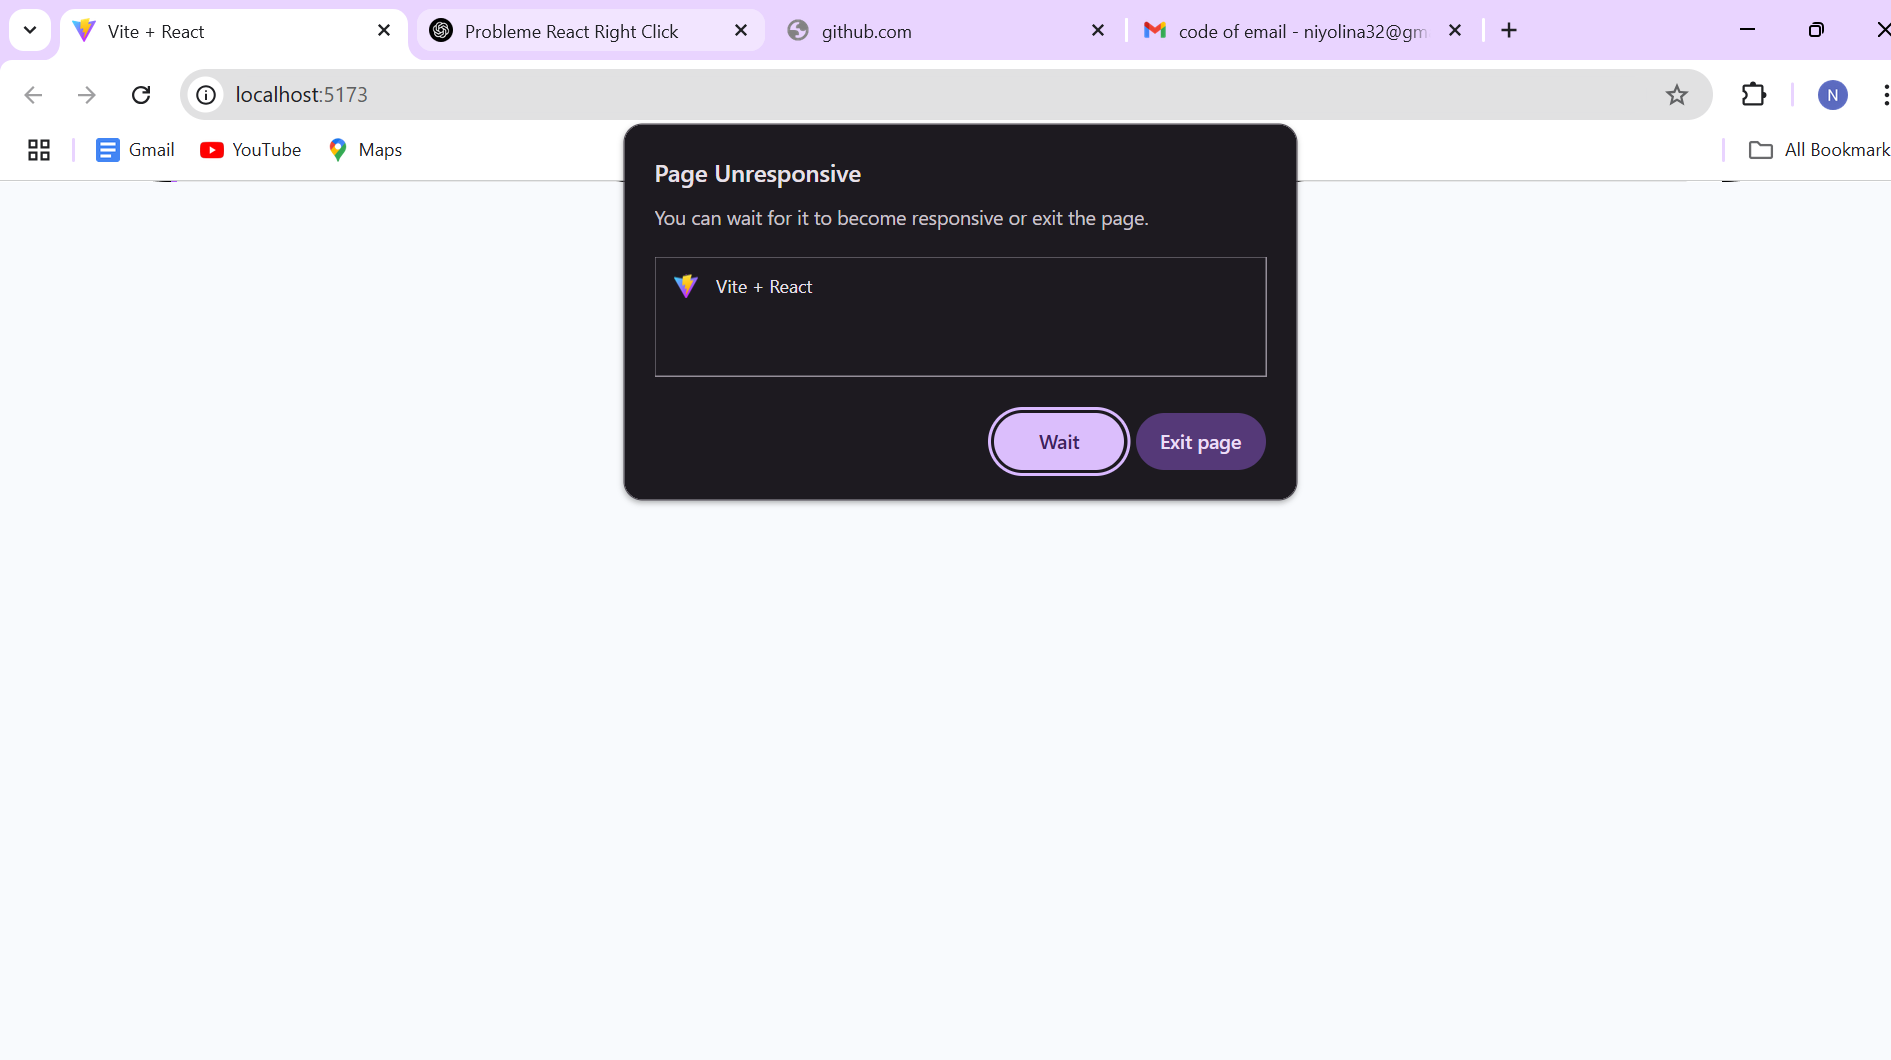 Vite + React
Probleme React Right Click
github.com
code of email - niyolina32@gm
localhost:5173
N
Gmail
YouTube
Maps
All Bookmark
Page Unresponsive
You can wait for it to become responsive or exit the page.
Vite + React
Wait
Exit page